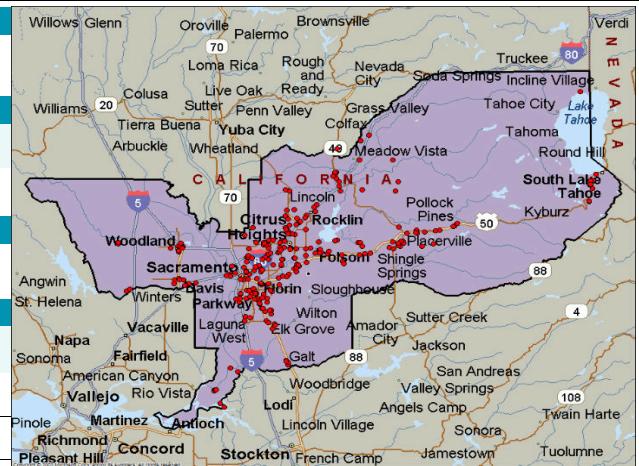 Willows Glenn
Oroville
Palermo
Brownsville
Verdi
70
80
Loma Rica
Rough
and
Ready
Nevada
City
Truckee
Soda Springs
Incline Village
NEVADA
Colusa
Live Oak
Williams
20
Sutter
Penn Valley
Grass Valley
Tahoe City
Lake
Tahoe
Tierra Buena
Yuba City
Colfax
Tahoma
Arbuckle
Wheatland
49
Meadow Vista
Round Hill
CALIFORNIA
South Lake
Tahoe
5
70
Lincoln
Pollock
Pines
Kyburz
Citrus
Heights
Rocklin
50
Woodland
Placerville
Sacramento
Folsom
Shingle
Springs
88
Angwin
St. Helena
Winters
Davis
Parkway
Florin
Sloughhouse
4
Vacaville
Laguna
West
Wilton
Elk Grove
Amador
City
Sutter Creek
Napa
Sonoma
Fairfield
5
Galt
88
Jackson
American Canyon
Woodbridge
San Andreas
Vallejo
Rio Vista
Valley Springs
108
Lodi
Angels Camp
Twain Harte
Pinole
Martinez
Antioch
Lincoln Village
Sonora
Richmond
Concord
Pleasant Hill
Stockton
French Camp
Jamestown
Tuolumne